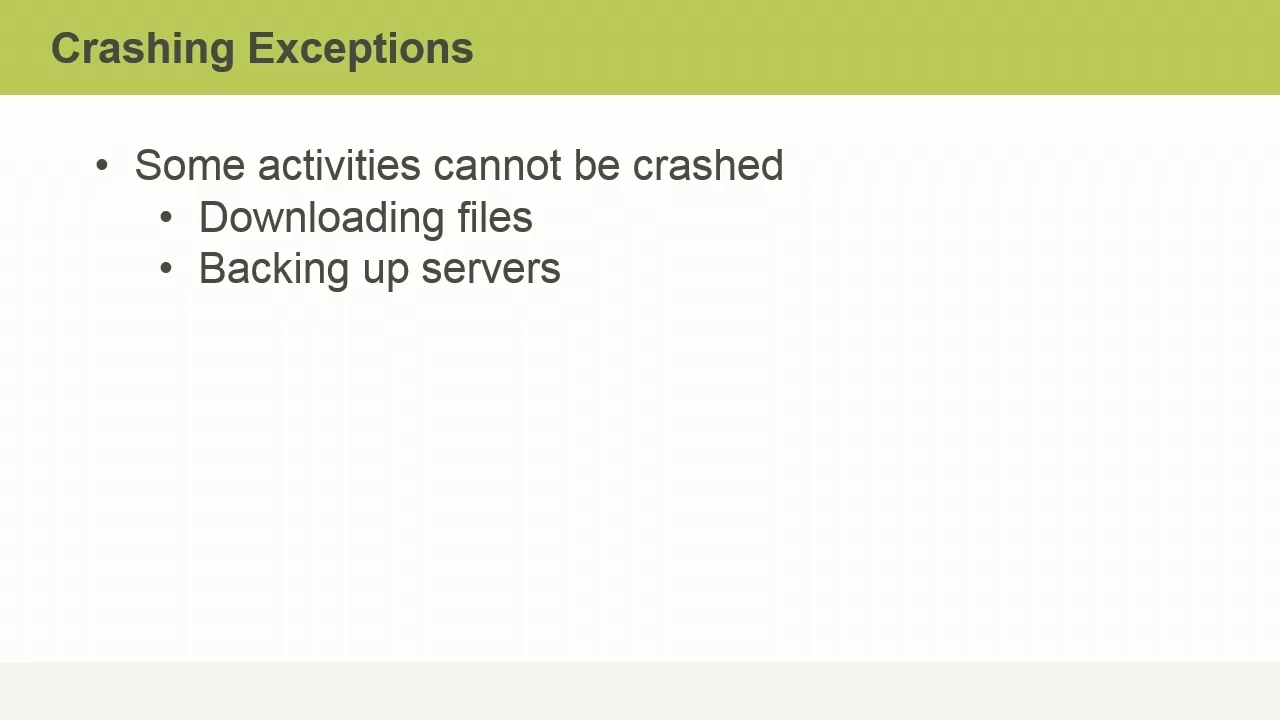 Crashing Exceptions
• Some activities cannot be crashed
• Downloading files
• Backing up servers